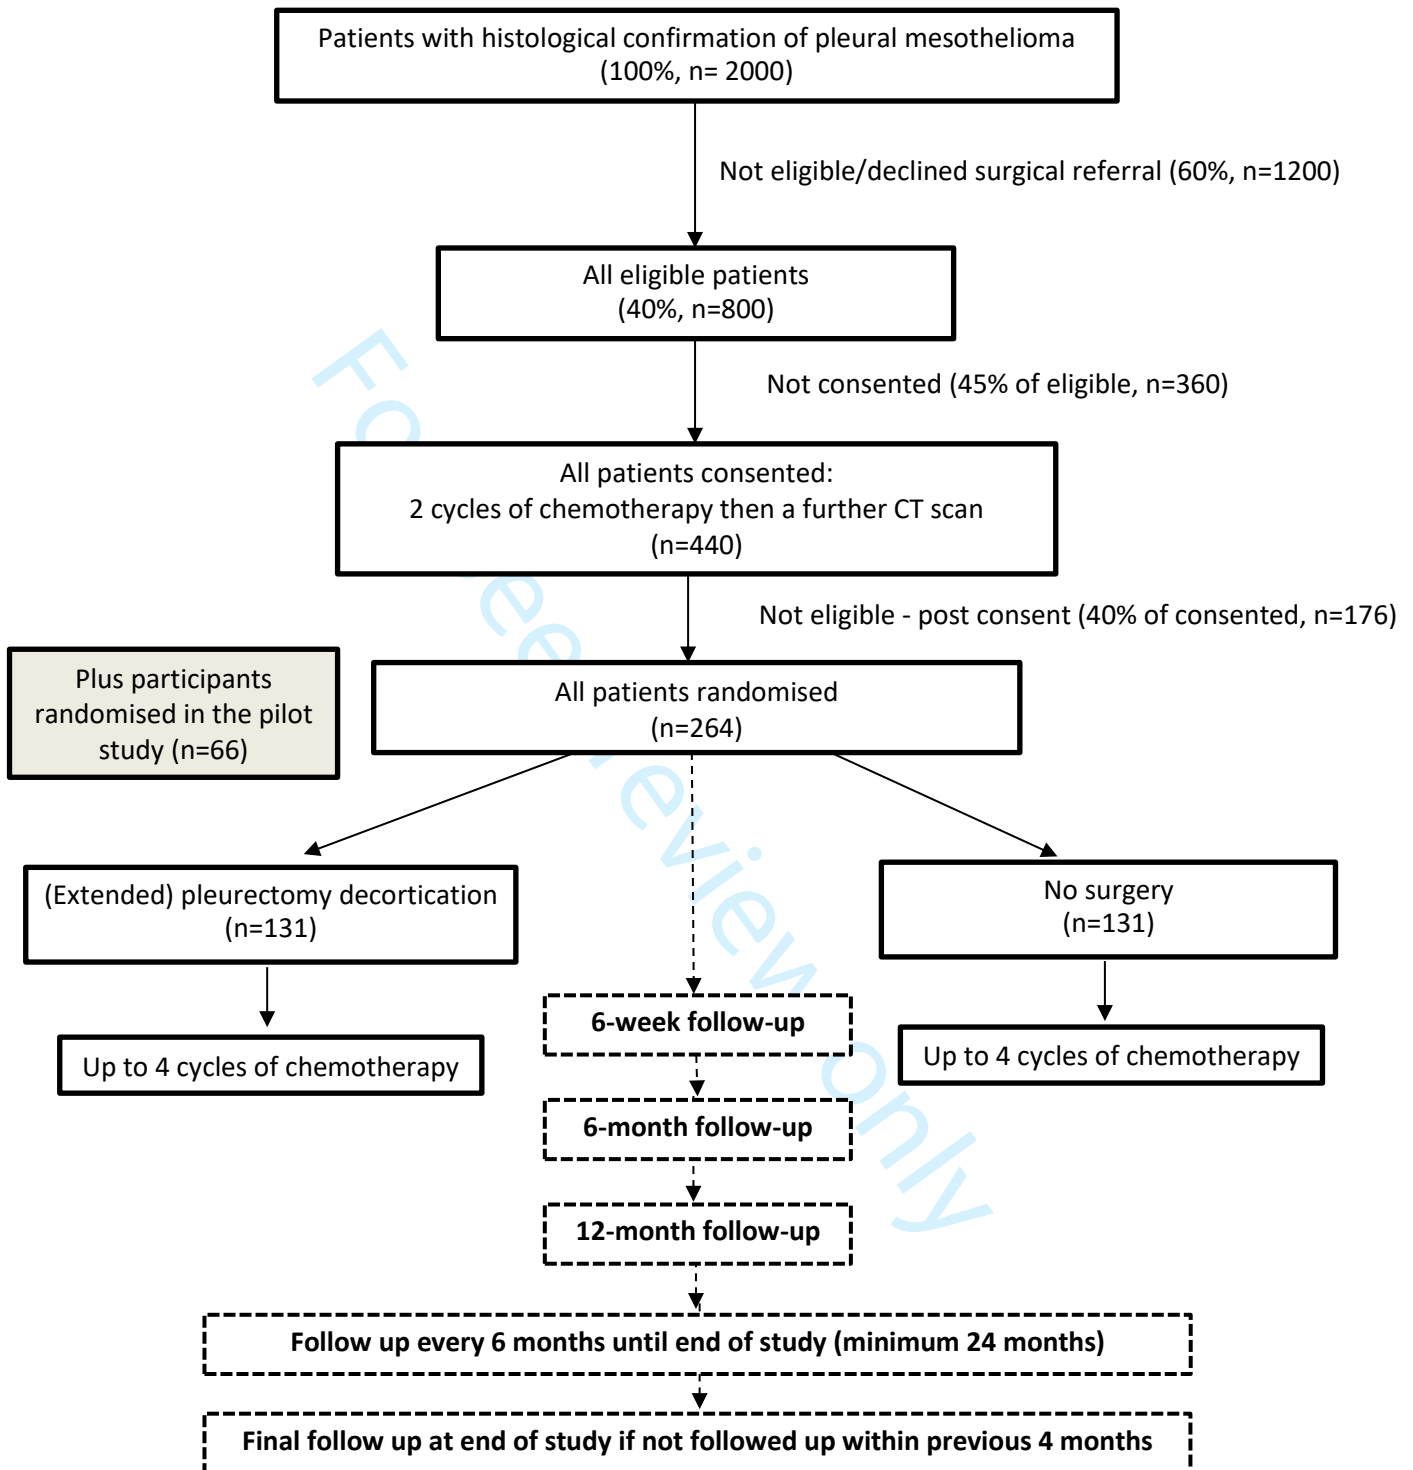 Patients with histological confirmation of pleural mesothelioma
(100%, n= 2000)
Not eligible/declined surgical referral (60%, n=1200)
All eligible patients
(40%, n=800)
Not consented (45% of eligible, n=360)
All patients consented:
2 cycles of chemotherapy then a further CT scan
(n=440)
Not eligible - post consent (40% of consented, n=176)
Plus participants
randomised in the pilot
study (n=66)
All patients randomised
(n=264)
(Extended) pleurectomy decortication
(n=131)
No surgery
(n=131)
Up to 4 cycles of chemotherapy
6-week follow-up
Up to 4 cycles of chemotherapy
6-month follow-up
12-month follow-up
Follow up every 6 months until end of study (minimum 24 months)
Final follow up at end of study if not followed up within previous 4 months
For peer review only